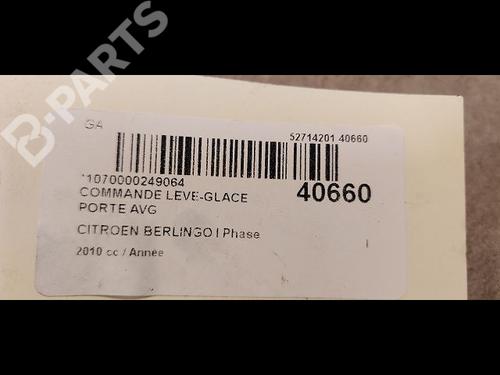 B-PARTS
GA
52714201 40660
*1070000249064
40660
COMMANDE LEVE-GLACE
PORTE AVG
CITROEN BERLINGO I Phase
2010 cc / Année